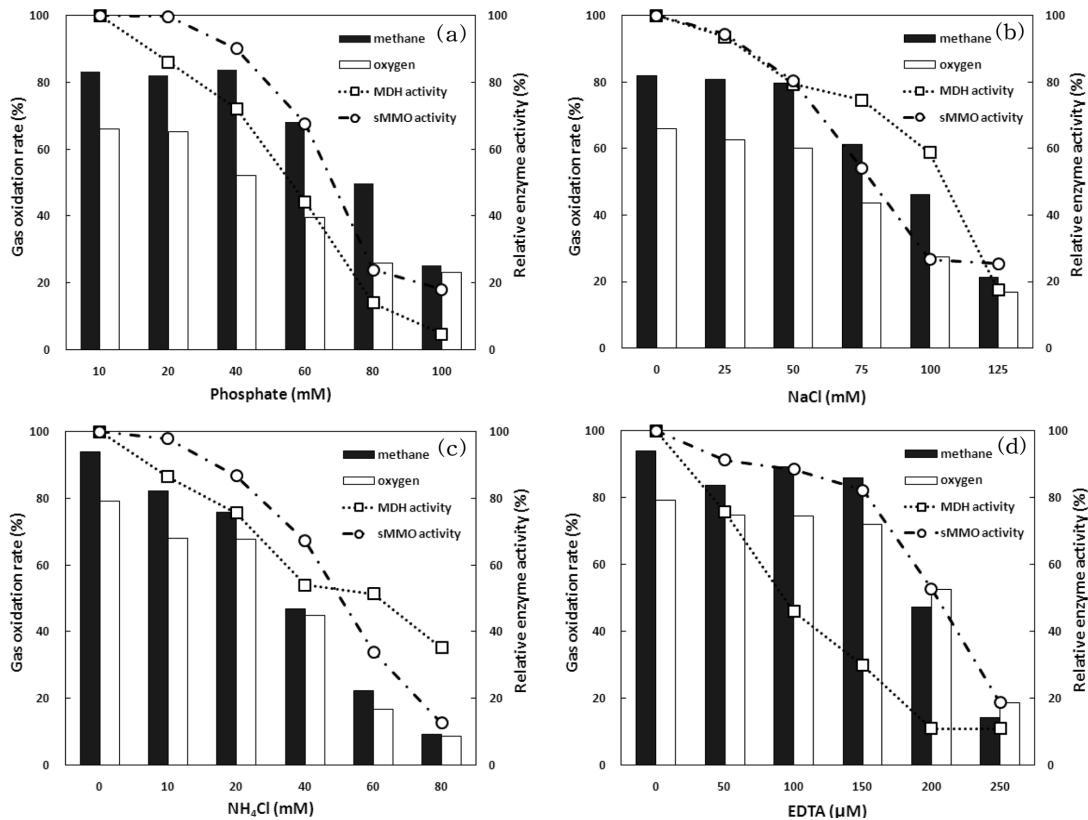 (a)
methane
oxygen
MDH activity
sMMO activity
Gas oxidation rate (%)
100
80
60
40
20
0
Relative enzyme activity (%)
100
80
60
40
20
0
10 20 40 60 80 100
Phosphate (mM)
(b)
methane
oxygen
MDH activity
sMMO activity
Gas oxidation rate (%)
100
80
60
40
20
0
Relative enzyme activity (%)
100
80
60
40
20
0
0 25 50 75 100 125
NaCl (mM)
(c)
methane
oxygen
MDH activity
sMMO activity
Gas oxidation rate (%)
100
80
60
40
20
0
Relative enzyme activity (%)
100
80
60
40
20
0
0 10 20 40 60 80
NH₄Cl (mM)
(d)
methane
oxygen
MDH activity
sMMO activity
Gas oxidation rate (%)
100
80
60
40
20
0
Relative enzyme activity (%)
100
80
60
40
20
0
0 50 100 150 200 250
EDTA (µM)